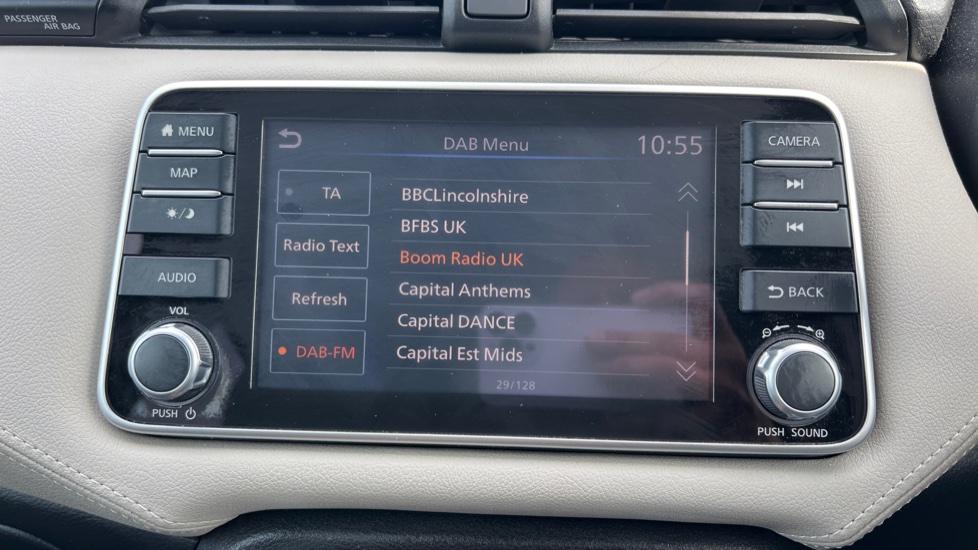 PASSENGER
AIR BAG
MENU
MAP
AUDIO
VOL
PUSH
DAB Menu
10:55
TA
Radio Text
Refresh
DAB-FM
BBCLincolnshire
BFBS UK
Boom Radio UK
Capital Anthems
Capital DANCE
Capital Est Mids
29/128
CAMERA
BACK
PUSH SOUND